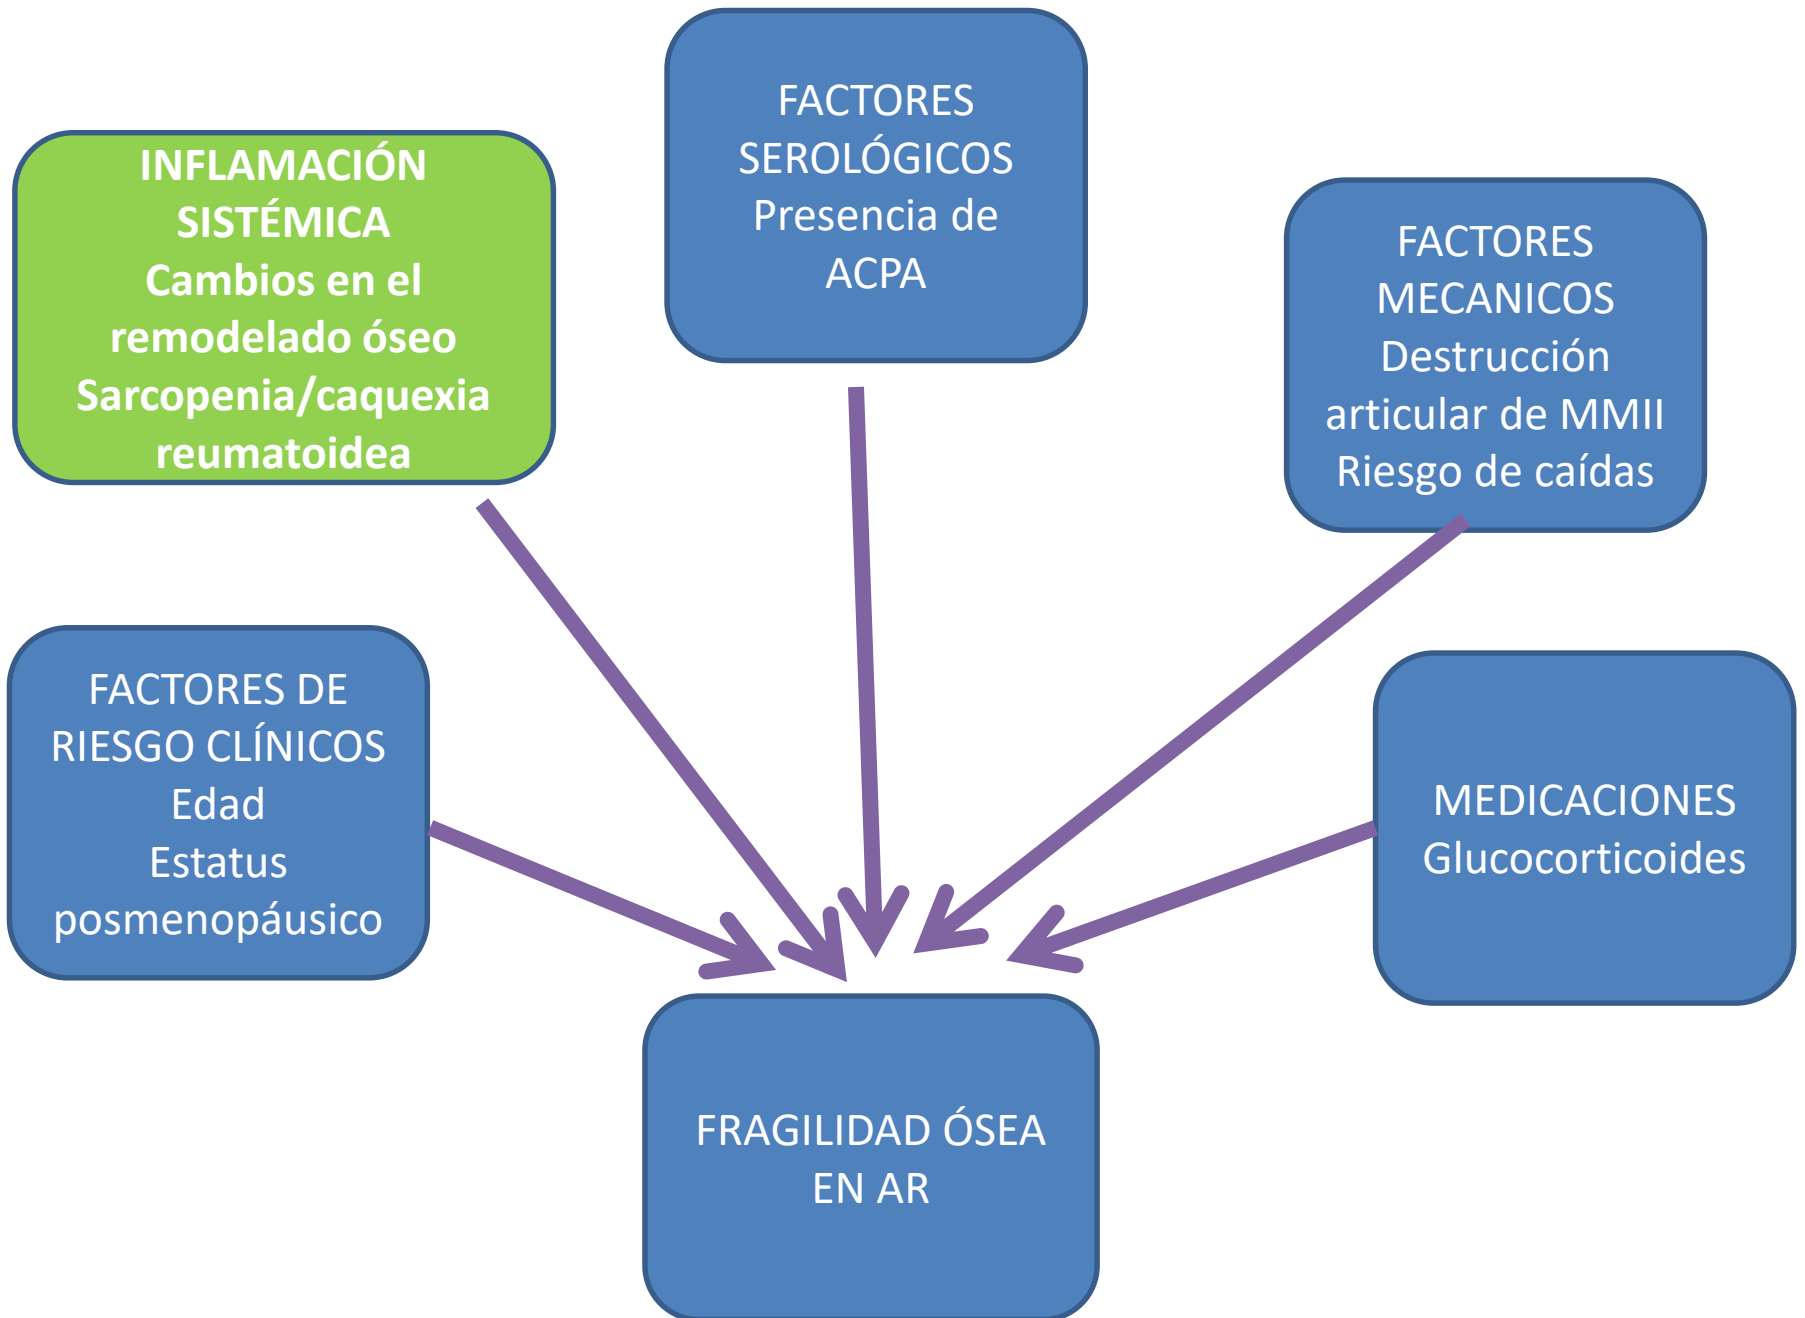 INFLAMACIÓN
SISTÉMICA
Cambios en el
remodelado óseo
Sarcopenia/caquexia
reumatoidea
FACTORES
SEROLÓGICOS
Presencia de
ACPA
FACTORES
MECANICOS
Destrucción
articular de MMII
Riesgo de caídas
FACTORES DE
RIESGO CLÍNICOS
Edad
Estatus
posmenopáusico
MEDICACIONES
Glucocorticoides
FRAGILIDAD ÓSEA
EN AR